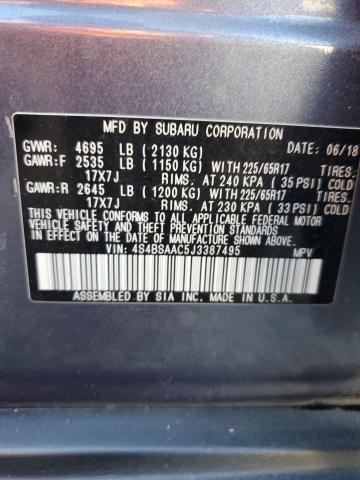 MFD BY SUBARU CORPORATION
GVWR: 4695 LB (2130 KG) DATE: 06/18
GAWR:F 2535 LB (1150 KG) WITH 225/65R17
17X7J RIMS, AT 240 KPA (35 PSI) COLD
GAWR:R 2645 LB (1200 KG) WITH 225/65R17
17X7J RIMS, AT 230 KPA (33 PSI) COLD
THIS VEHICLE CONFORMS TO ALL APPLICABLE FEDERAL MOTOR
VEHICLE SAFETY AND THEFT PREVENTION STANDARDS IN
EFFECT ON THE DATE OF MANUFACTURE SHOWN ABOVE.
VIN: 4S4BSAAC5J3387495 MPV
ASSEMBLED BY SIA INC. MADE IN U.S.A.